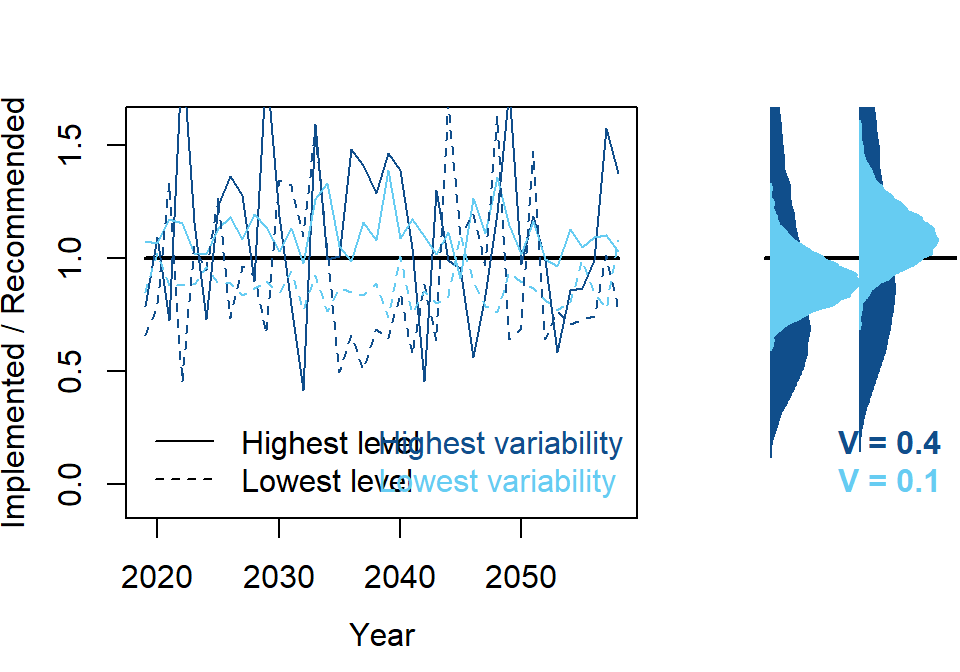 Implemented / Recommended
1.5
1.0
0.5
0.0
Highest level Highest variability
Lowest level Lowest variability
2020 2030 2040 2050
Year
V = 0.4
V = 0.1